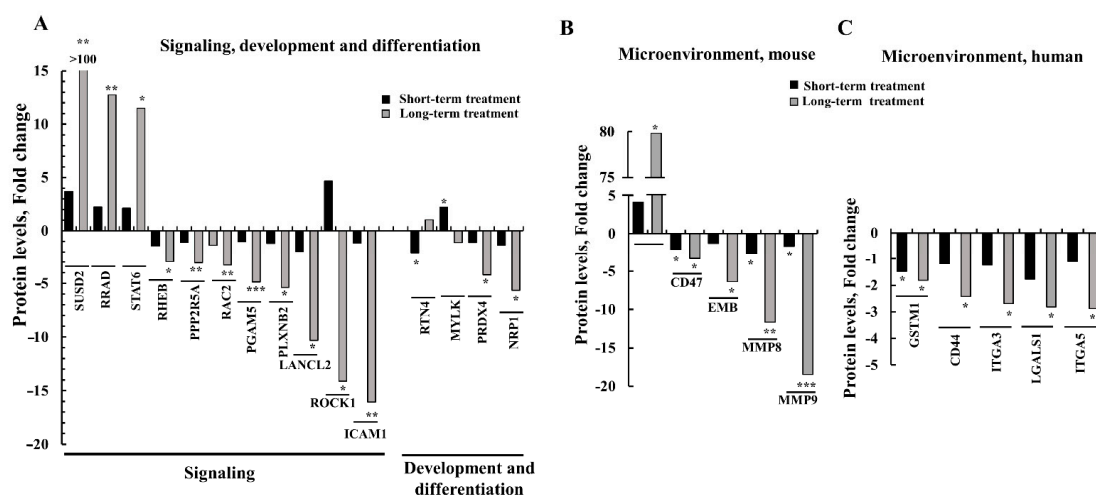 A
Signaling, development and differentiation
**
>100
**
*
Short-term treatment
Long-term treatment
Protein levels, Fold change
15
10
5
0
-5
-10
-15
-20
SUSD2
RRAD
STAT6
RHEB
*
PPP2R5A
**
RAC2
**
PGAM5
***
PLXNB2
*
LANCL2
*
ROCK1
*
ICAM1
**
*
RTN4
*
MYLK
PRDX4
*
NRP1
*
Signaling
Development and
differentiation
B
Microenvironment, mouse
Short-term treatment
Long-term treatment
Protein levels, Fold change
80
75
5
0
-5
-10
-15
-20
*
* *
CD47
EMB
*
*
MMP8
**
*
MMP9
***
C
Microenvironment, human
Protein levels, Fold change
0
-1
-2
-3
-4
-5
* *
GSTM1
CD44
*
ITGA3
*
LGALS1
*
ITGA5
*